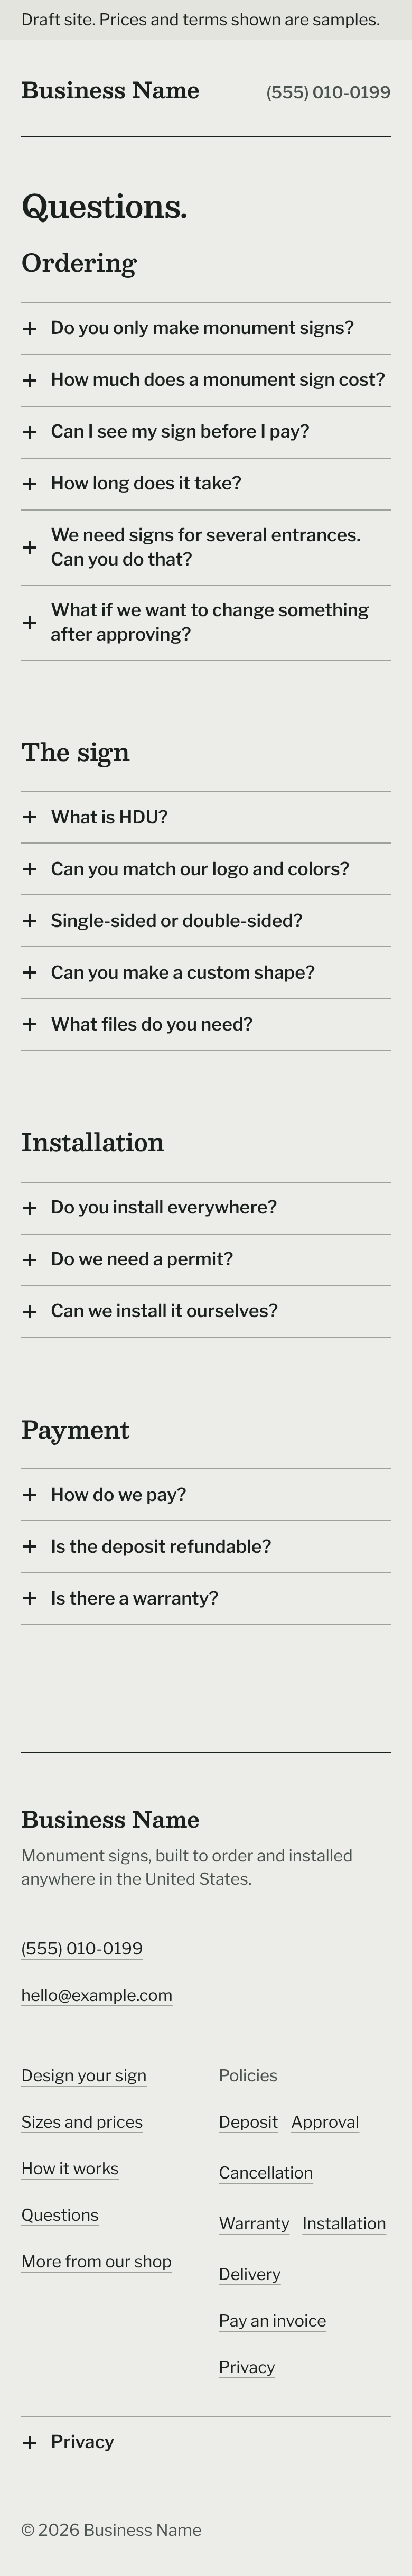 Draft site. Prices and terms shown are samples.
Business Name
(555) 010-0199
Questions.
Ordering
+ Do you only make monument signs?
+ How much does a monument sign cost?
+ Can I see my sign before I pay?
+ How long does it take?
+ We need signs for several entrances.
Can you do that?
+ What if we want to change something
after approving?
The sign
+ What is HDU?
+ Can you match our logo and colors?
+ Single-sided or double-sided?
+ Can you make a custom shape?
+ What files do you need?
Installation
+ Do you install everywhere?
+ Do we need a permit?
+ Can we install it ourselves?
Payment
+ How do we pay?
+ Is the deposit refundable?
+ Is there a warranty?
Business Name
Monument signs, built to order and installed
anywhere in the United States.
(555) 010-0199
hello@example.com
Design your sign
Sizes and prices
How it works
Questions
More from our shop
Policies
Deposit Approval
Cancellation
Warranty Installation
Delivery
Pay an invoice
Privacy
+ Privacy
© 2026 Business Name